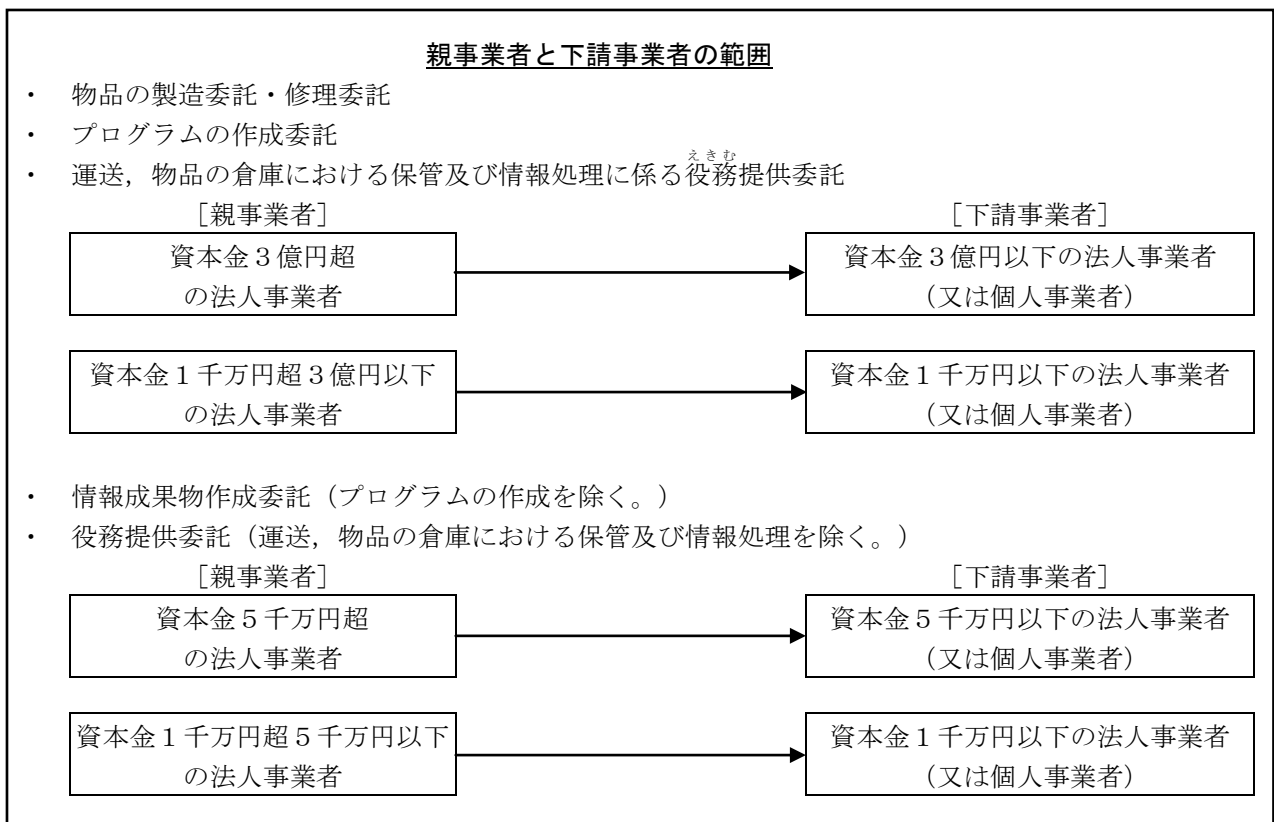 親事業者と下請事業者の範囲
・ 物品の製造委託・修理委託
・ プログラムの作成委託
・ 運送，物品の倉庫における保管及び情報処理に係る役務提供委託
えきむ
［親事業者］ ［下請事業者］
資本金３億円超 資本金３億円以下の法人事業者
の法人事業者 （又は個人事業者）
資本金１千万円超３億円以下 資本金１千万円以下の法人事業者
の法人事業者 （又は個人事業者）
・ 情報成果物作成委託（プログラムの作成を除く。）
・ 役務提供委託（運送，物品の倉庫における保管及び情報処理を除く。）
［親事業者］ ［下請事業者］
資本金５千万円超 資本金５千万円以下の法人事業者
の法人事業者 （又は個人事業者）
資本金１千万円超５千万円以下 資本金１千万円以下の法人事業者
の法人事業者 （又は個人事業者）